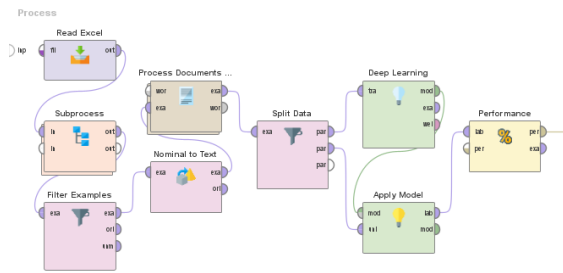 Process
Read Excel
inp
fil
out
Process Documents ...
wor
exa
exa
wor
Deep Learning
tra
mod
exa
wei
Subprocess
in
out
in
out
Split Data
exa
par
par
par
Performance
lab
per
per
exa
Nominal to Text
exa
exa
ori
Filter Examples
exa
exa
ori
unm
Apply Model
mod
lab
unl
mod